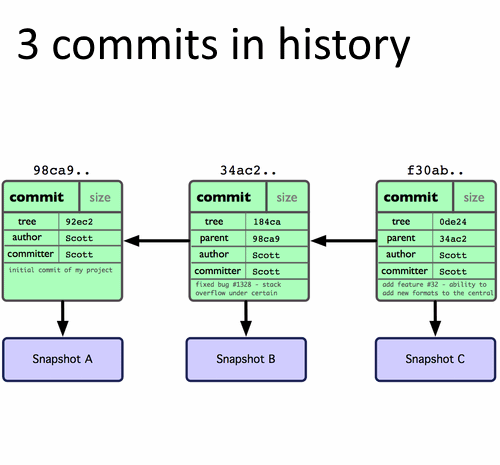 3 commits in history
98ca9..
34ac2..
f30ab..
commit size
tree 92ec2
author Scott
committer Scott
initial commit of my project
commit size
tree 184ca
parent 98ca9
author Scott
committer Scott
fixed bug #1328 - stack
overflow under certain
commit size
tree 0de24
parent 34ac2
author Scott
committer Scott
add feature #32 - ability to
add new formats to the central
Snapshot A
Snapshot B
Snapshot C